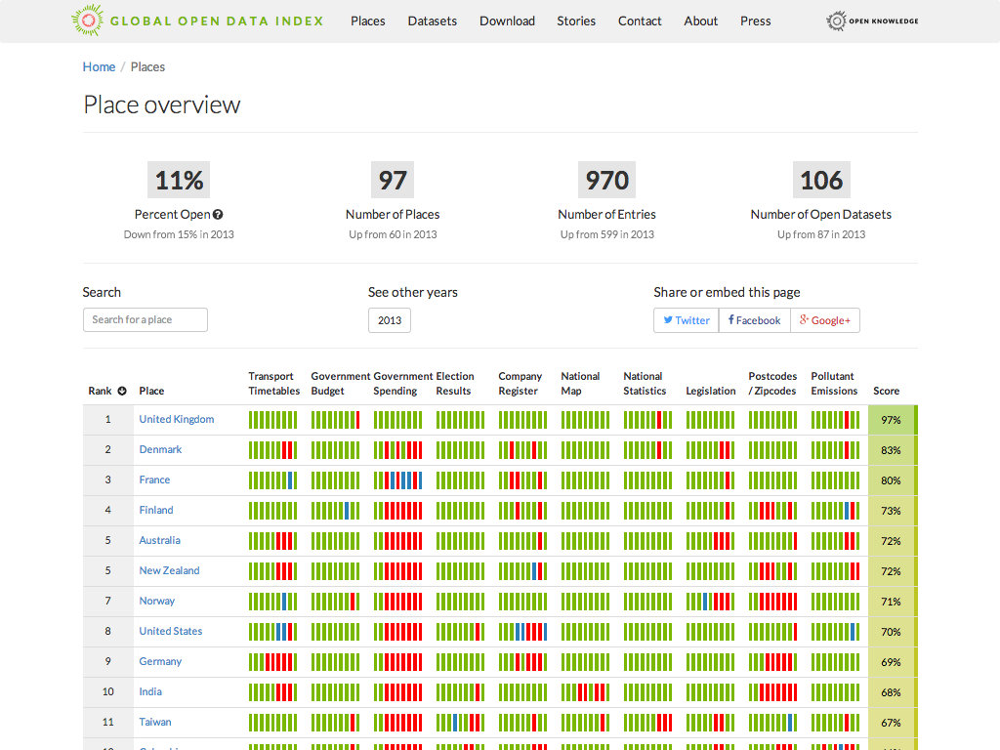 GLOBAL OPEN DATA INDEX Places Datasets Download Stories Contact About Press OPEN KNOWLEDGE
Home / Places
Place overview
11% 97 970 106
Percent Open Number of Places Number of Entries Number of Open Datasets
Down from 15% in 2013 Up from 60 in 2013 Up from 599 in 2013 Up from 87 in 2013
Search See other years Share or embed this page
Search for a place 2013 Twitter Facebook Google+
Transport Government Government Election Company National National Postcodes Pollutant
Rank Place Timetables Budget Spending Results Register Map Statistics Legislation / Zipcodes Emissions Score
1 United Kingdom 97%
2 Denmark 83%
3 France 80%
4 Finland 73%
5 Australia 72%
5 New Zealand 72%
7 Norway 71%
8 United States 70%
9 Germany 69%
10 India 68%
11 Taiwan 67%